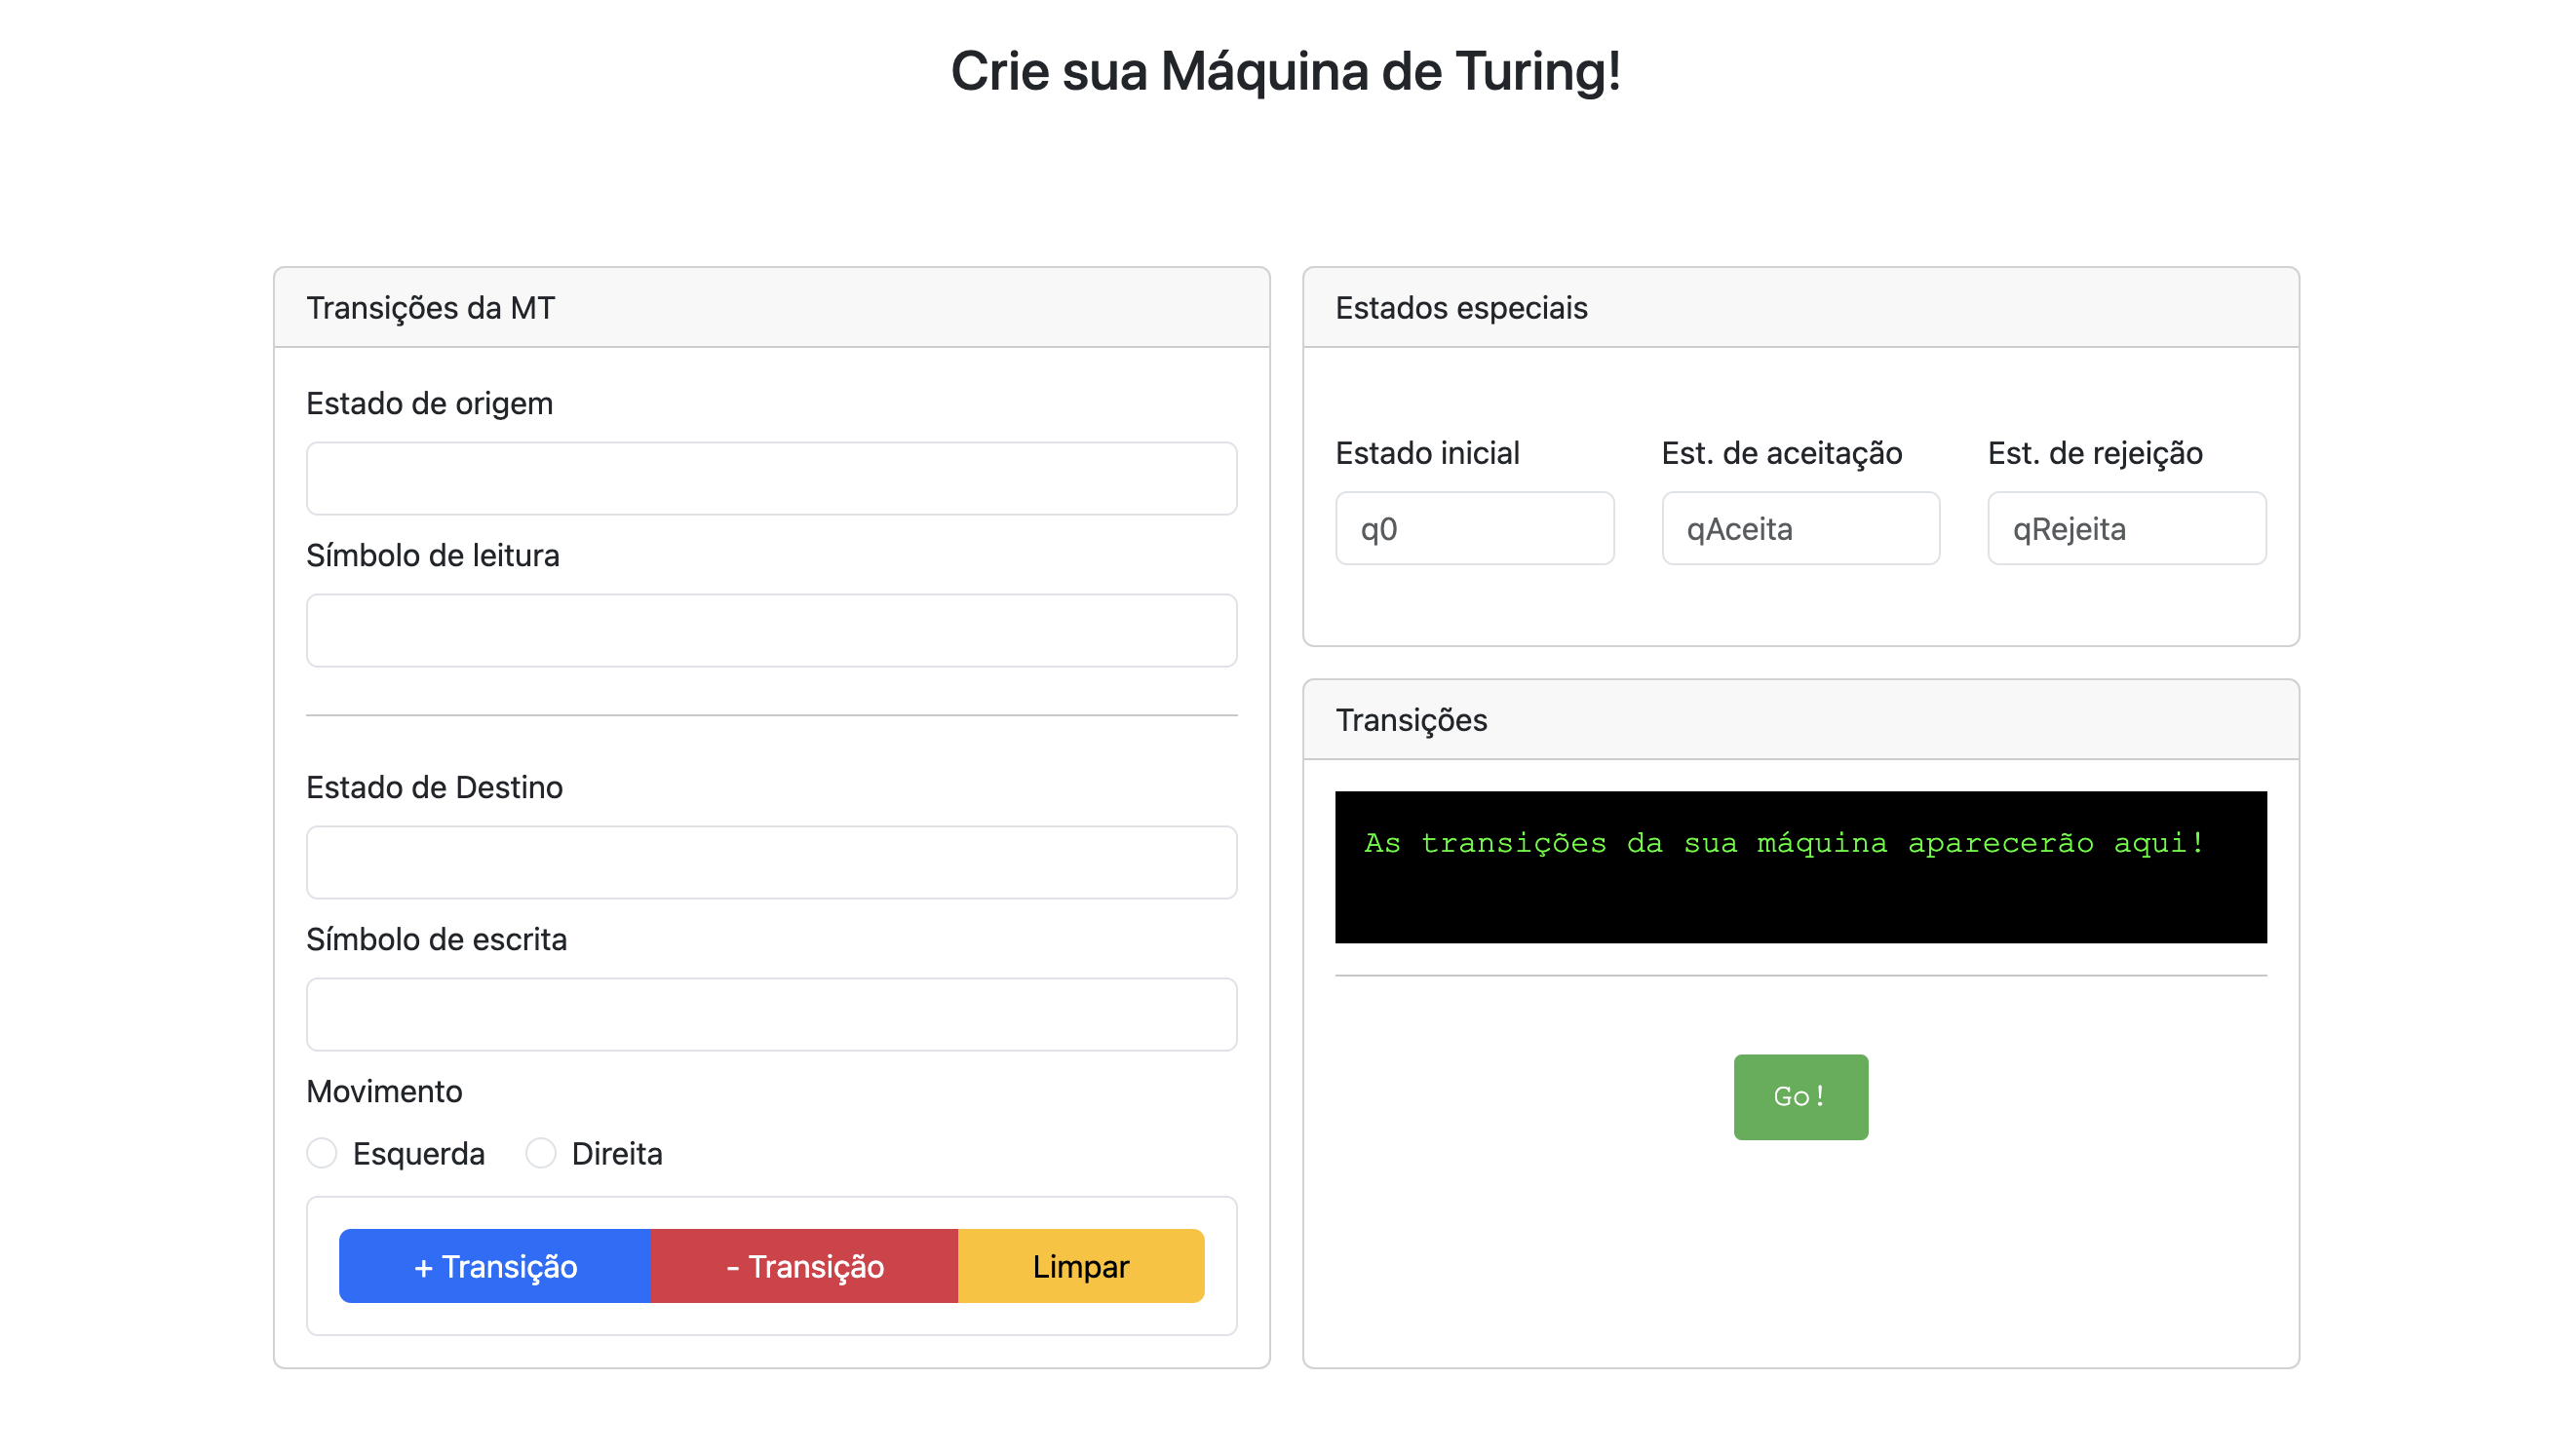 Crie sua Máquina de Turing!
Transições da MT
Estado de origem
Símbolo de leitura
Estado de Destino
Símbolo de escrita
Movimento
Esquerda Direita
+ Transição - Transição Limpar
Estados especiais
Estado inicial Est. de aceitação Est. de rejeição
q0 qAceita qRejeita
Transições
As transições da sua máquina aparecerão aqui!
Go!